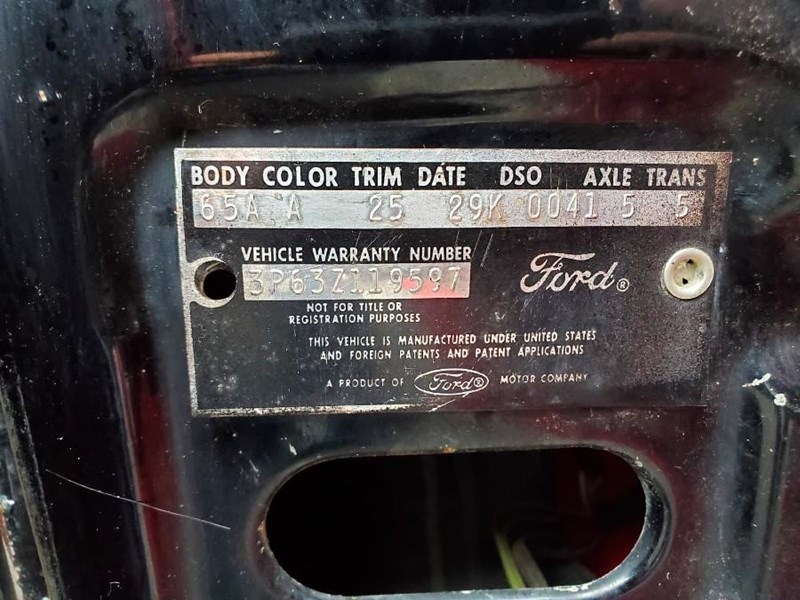 BODY COLOR TRIM DATE DSO AXLE TRANS
65A A 25 29K 0041 5 5
VEHICLE WARRANTY NUMBER
3P63Z119597
Ford®
NOT FOR TITLE OR
REGISTRATION PURPOSES
THIS VEHICLE IS MANUFACTURED UNDER UNITED STATES
AND FOREIGN PATENTS AND PATENT APPLICATIONS
A PRODUCT OF Ford® MOTOR COMPANY